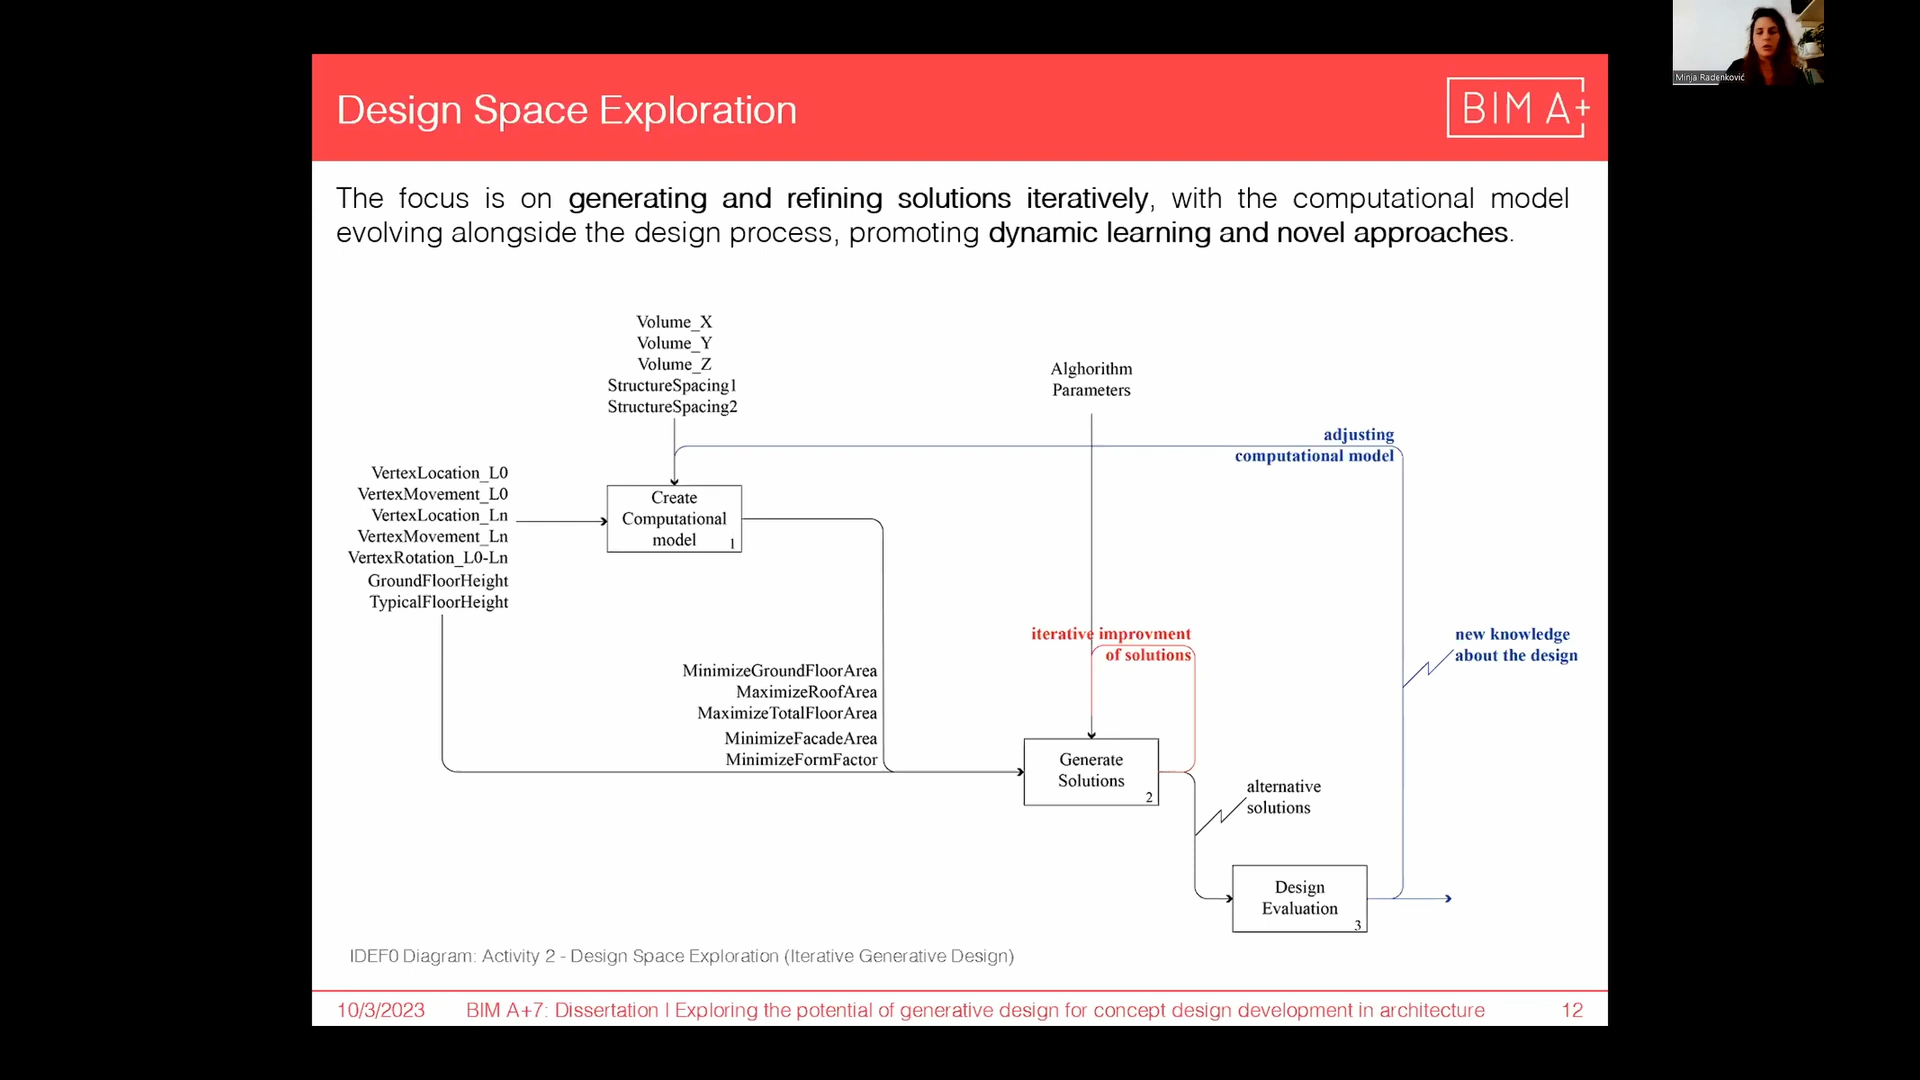 Minja Radenković
Design Space Exploration
BIM A+
The focus is on generating and refining solutions iteratively, with the computational model
evolving alongside the design process, promoting dynamic learning and novel approaches.
Volume_X
Volume_Y
Volume_Z
StructureSpacing1
StructureSpacing2
Alghorithm
Parameters
adjusting
computational model
VertexLocation_L0
VertexMovement_L0
VertexLocation_Ln
VertexMovement_Ln
VertexRotation_L0-Ln
GroundFloorHeight
TypicalFloorHeight
Create
Computational
model
1
iterative improvment
of solutions
new knowledge
about the design
MinimizeGroundFloorArea
MaximizeRoofArea
MaximizeTotalFloorArea
MinimizeFacadeArea
MinimizeFormFactor
Generate
Solutions
2
alternative
solutions
Design
Evaluation
3
IDEF0 Diagram: Activity 2 - Design Space Exploration (Iterative Generative Design)
10/3/2023 BIM A+7: Dissertation | Exploring the potential of generative design for concept design development in architecture 12